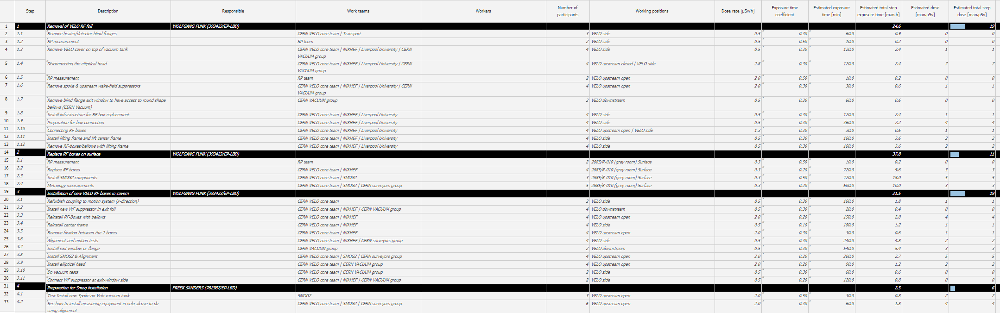 Step Description Responsible Work teams Workers Number of participants Working positions Dose rate [µSv/h] Exposure time coefficient Estimated exposure time [min] Estimated total step exposure time [man.h] Estimated dose [man.µSv] Estimated total step dose [man.µSv]
1 1 Removal of VELO RF foil WOLFGANG FUNK (393423/EP-LBD) 24.6 19
2 1.1 Remove heater/detector blind flanges CERN VELO core team | Transport 3 VELO side 0.5 0.30 60.0 0.9 0 0
3 1.2 RP measurement RP team 2 VELO side 0.5 0.50 10.0 0.2 0 0
4 1.3 Remove VELO cover on top of vacuum tank CERN VELO core team | NIKHEF | Liverpool University | CERN 4 VELO side 0.5 0.30 120.0 2.4 1 1
VACUUM group
5 1.4 Disconnecting the elliptical head CERN VELO core team | NIKHEF | Liverpool University | CERN 4 VELO upstream closed | VELO side 2.8 0.30 120.0 2.4 7 7
VACUUM group
6 1.5 RP measurement RP team 2 VELO upstream open 2.0 0.50 10.0 0.2 0 0
7 1.6 Remove spoke & upstream wake-field suppressors CERN VELO core team | NIKHEF | Liverpool University | CERN 4 VELO upstream open 2.0 0.30 30.0 0.6 1 1
VACUUM group
8 1.7 Remove blind flange exit window to have access to round shape CERN VACUUM group 2 VELO downstream 0.5 0.30 60.0 0.6 0 0
bellows (CERN Vacuum)
9 1.8 Install infrastructure for RF box replacement CERN VELO core team | NIKHEF | Liverpool University 4 VELO side 0.5 0.30 120.0 2.4 1 1
10 1.9 Preparation for box connection CERN VELO core team | NIKHEF | Liverpool University 4 VELO side 0.5 0.30 360.0 7.2 4 4
11 1.10 Connecting RF boxes CERN VELO core team | NIKHEF | Liverpool University 4 VELO upstream open | VELO side 1.3 0.30 30.0 0.6 1 1
12 1.11 Install lifting frame and lift center frame CERN VELO core team | NIKHEF | Liverpool University 4 VELO side 0.5 0.30 180.0 3.6 2 2
13 1.12 Remove RF-boxes/bellows with lifting frame CERN VELO core team | NIKHEF | Liverpool University 4 VELO side 0.5 0.30 180.0 3.6 2 2
14 2 Replace RF boxes on surface WOLFGANG FUNK (393423/EP-LBD) 37.8 11
15 2.1 RP measurement RP team 2 2885/R-010 (grey room) Surface 0.3 0.50 10.0 0.2 0 0
16 2.2 Replace RF boxes CERN VELO core team | NIKHEF 4 2885/R-010 (grey room) Surface 0.3 0.20 720.0 9.6 3 3
17 2.3 Install SMOG2 components CERN VELO core team | SMOG2 3 2885/R-010 (grey room) Surface 0.3 0.50 720.0 18.0 5 5
18 2.4 Metrology measurements CERN VELO core team | SMOG2 | CERN surveyors group 5 2885/R-010 (grey room) Surface 0.3 0.20 600.0 10.0 3 3
19 3 Installation of new VELO RF boxes in cavern WOLFGANG FUNK (393423/EP-LBD) 21.5 19
20 3.1 Refurbish coupling to motion system (x-direction) CERN VELO core team 2 VELO side 0.5 0.30 180.0 1.8 1 1
21 3.2 Install new WF suppressor in exit foil CERN VELO core team | NIKHEF | CERN VACUUM group 4 VELO downstream 0.5 0.30 20.0 0.4 0 0
22 3.3 Reinstall RF-Boxes with bellows CERN VELO core team | NIKHEF 4 VELO upstream open 2.0 0.20 150.0 2.0 4 4
23 3.4 Reinstall center frame CERN VELO core team | NIKHEF 4 VELO side 0.5 0.10 180.0 1.2 1 1
24 3.5 Remove fixation between the 2 boxes CERN VELO core team | NIKHEF 4 VELO upstream open 2.0 0.30 30.0 0.6 1 1
25 3.6 Alignment and motion tests CERN VELO core team | NIKHEF | CERN surveyors group 4 VELO side 0.5 0.30 240.0 4.8 2 2
26 3.7 Install exit window or flange CERN VACUUM group 2 VELO downstream 0.5 0.30 540.0 5.4 3 3
27 3.8 Install SMOG2 & Alignment CERN VELO core team | SMOG2 | CERN surveyors group 4 VELO upstream open 2.0 0.20 200.0 2.7 5 5
28 3.9 Install elliptical head CERN VELO core team | CERN VACUUM group 4 VELO upstream open 2.0 0.20 90.0 1.2 2 2
29 3.10 Do vacuum tests CERN VELO core team | CERN VACUUM group 2 VELO side 0.5 0.30 60.0 0.6 0 0
30 3.11 Connect WF suppressor at exit-window side CERN VELO core team | NIKHEF | CERN VACUUM group 2 VELO side 0.5 0.20 120.0 0.8 0 0
31 4 Preparation for Smog installation FREEK SANDERS (782987/EP-LBD) 2.5 6
32 4.1 Test Install new Spoke on Velo vacuum tank SMOG2 3 VELO upstream open 2.0 0.50 30.0 0.8 2 2
33 4.2 See how to install measuring equipment in velo alcove to do CERN VELO core team | SMOG2 | CERN surveyors group 6 VELO upstream open 2.0 0.30 60.0 1.8 4 4
smog alignment